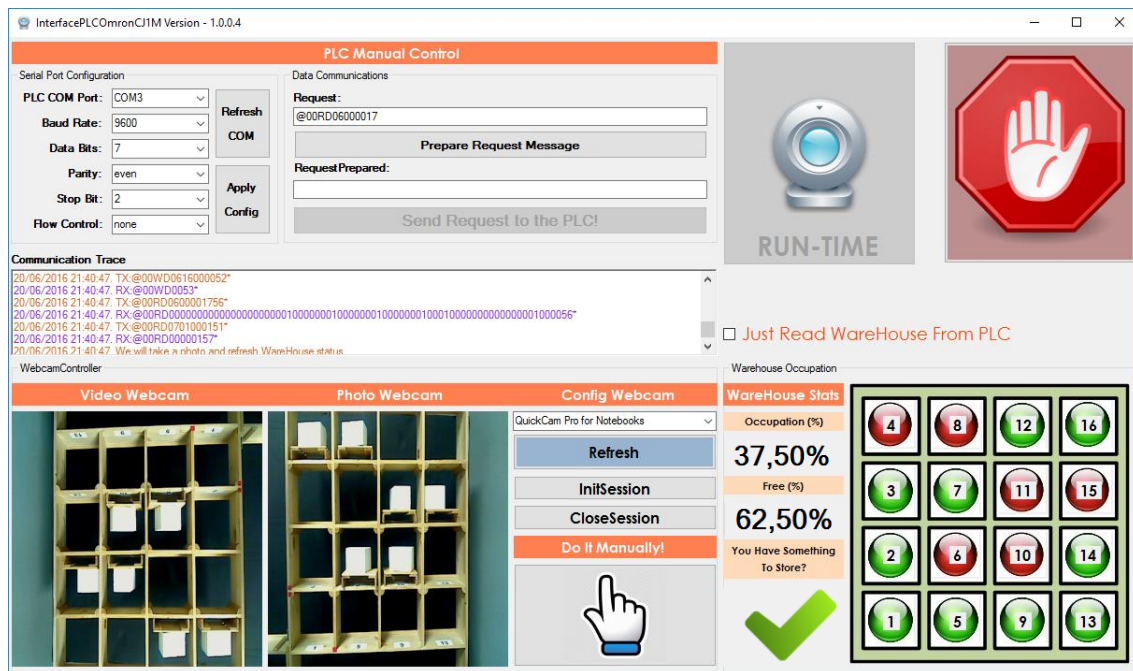 InterfacePLCOmronCJ1M Version - 1.0.0.4
PLC Manual Control
Serial Port Configuration
PLC COM Port: COM3
Baud Rate: 9600
Data Bits: 7
Parity: even
Stop Bit: 2
Flow Control: none
Refresh
COM
Apply
Config
Data Communications
Request:
@00RD06000017
Prepare Request Message
RequestPrepared:
Send Request to the PLC!
RUN-TIME
Communication Trace
20/06/2016 21:40:47. TX:@00WD0616000052*
20/06/2016 21:40:47. RX:@00WD0053*
20/06/2016 21:40:47. TX:@00RD0600001756*
20/06/2016 21:40:47. TX:@00RD0701000151*
20/06/2016 21:40:47. RX:@00RD00000157*
20/06/2016 21:40:47. We will take a photo and refresh WareHouse status
Just Read WareHouse From PLC
WebcamController
Video Webcam
Photo Webcam
Config Webcam
QuickCam Pro for Notebooks
Refresh
InitSession
CloseSession
Do It Manually!
Warehouse Occupation
WareHouse Stats
Occupation (%)
37,50%
Free (%)
62,50%
You Have Something
To Store?
4 8 12 16
3 7 11 15
2 6 10 14
1 5 9 13